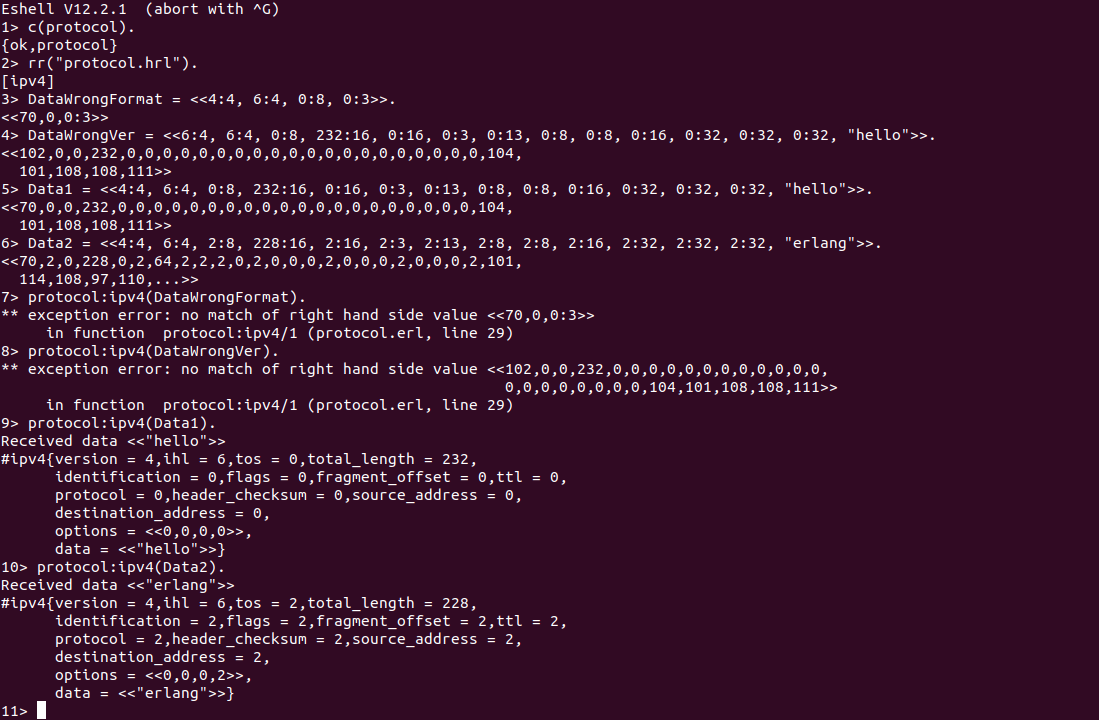 Eshell V12.2.1  (abort with ^G)
1> c(protocol).
{ok,protocol}
2> rr("protocol.hrl").
[ipv4]
3> DataWrongFormat = <<4:4, 6:4, 0:8, 0:3>>.
<<70,0,0:3>>
4> DataWrongVer = <<6:4, 6:4, 0:8, 232:16, 0:16, 0:3, 0:13, 0:8, 0:8, 0:16, 0:32, 0:32, 0:32, "hello">>.
<<102,0,0,232,0,0,0,0,0,0,0,0,0,0,0,0,0,0,0,0,0,0,0,0,104,
  101,108,108,111>>
5> Data1 = <<4:4, 6:4, 0:8, 232:16, 0:16, 0:3, 0:13, 0:8, 0:8, 0:16, 0:32, 0:32, 0:32, "hello">>.
<<70,0,0,232,0,0,0,0,0,0,0,0,0,0,0,0,0,0,0,0,0,0,0,0,104,
  101,108,108,111>>
6> Data2 = <<4:4, 6:4, 2:8, 228:16, 2:16, 2:3, 2:13, 2:8, 2:8, 2:16, 2:32, 2:32, 2:32, "erlang">>.
<<70,2,0,228,0,2,64,2,2,2,0,2,0,0,0,2,0,0,0,2,0,0,0,2,101,
  114,108,97,110,...>>
7> protocol:ipv4(DataWrongFormat).
** exception error: no match of right hand side value <<70,0,0:3>>
     in function  protocol:ipv4/1 (protocol.erl, line 29)
8> protocol:ipv4(DataWrongVer).
** exception error: no match of right hand side value <<102,0,0,232,0,0,0,0,0,0,0,0,0,0,0,0,
                                                        0,0,0,0,0,0,0,0,104,101,108,108,111>>
     in function  protocol:ipv4/1 (protocol.erl, line 29)
9> protocol:ipv4(Data1).
Received data <<"hello">>
#ipv4{version = 4,ihl = 6,tos = 0,total_length = 232,
      identification = 0,flags = 0,fragment_offset = 0,ttl = 0,
      protocol = 0,header_checksum = 0,source_address = 0,
      destination_address = 0,
      options = <<0,0,0,0>>,
      data = <<"hello">>}
10> protocol:ipv4(Data2).
Received data <<"erlang">>
#ipv4{version = 4,ihl = 6,tos = 2,total_length = 228,
      identification = 2,flags = 2,fragment_offset = 2,ttl = 2,
      protocol = 2,header_checksum = 2,source_address = 2,
      destination_address = 2,
      options = <<0,0,0,2>>,
      data = <<"erlang">>}
11>